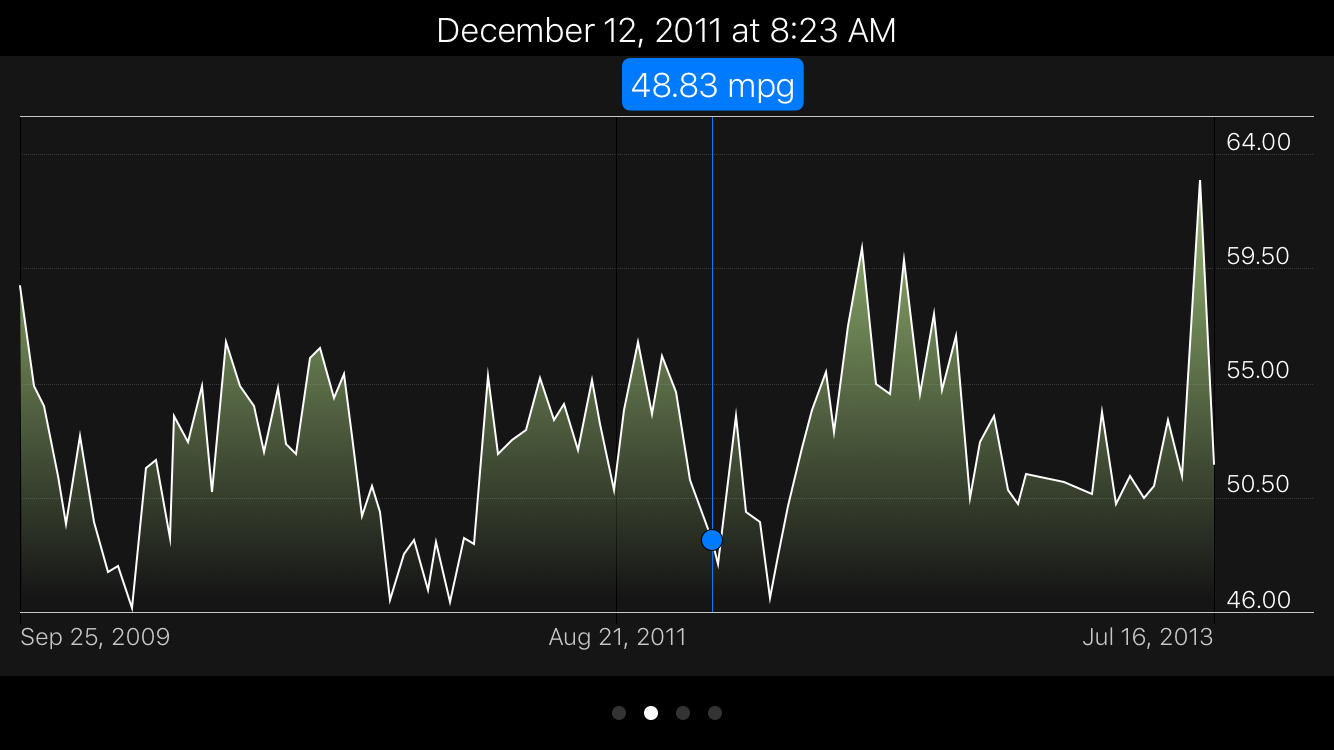 December 12, 2011 at 8:23 AM
48.83 mpg
64.00
59.50
55.00
50.50
46.00
Sep 25, 2009
Aug 21, 2011
Jul 16, 2013